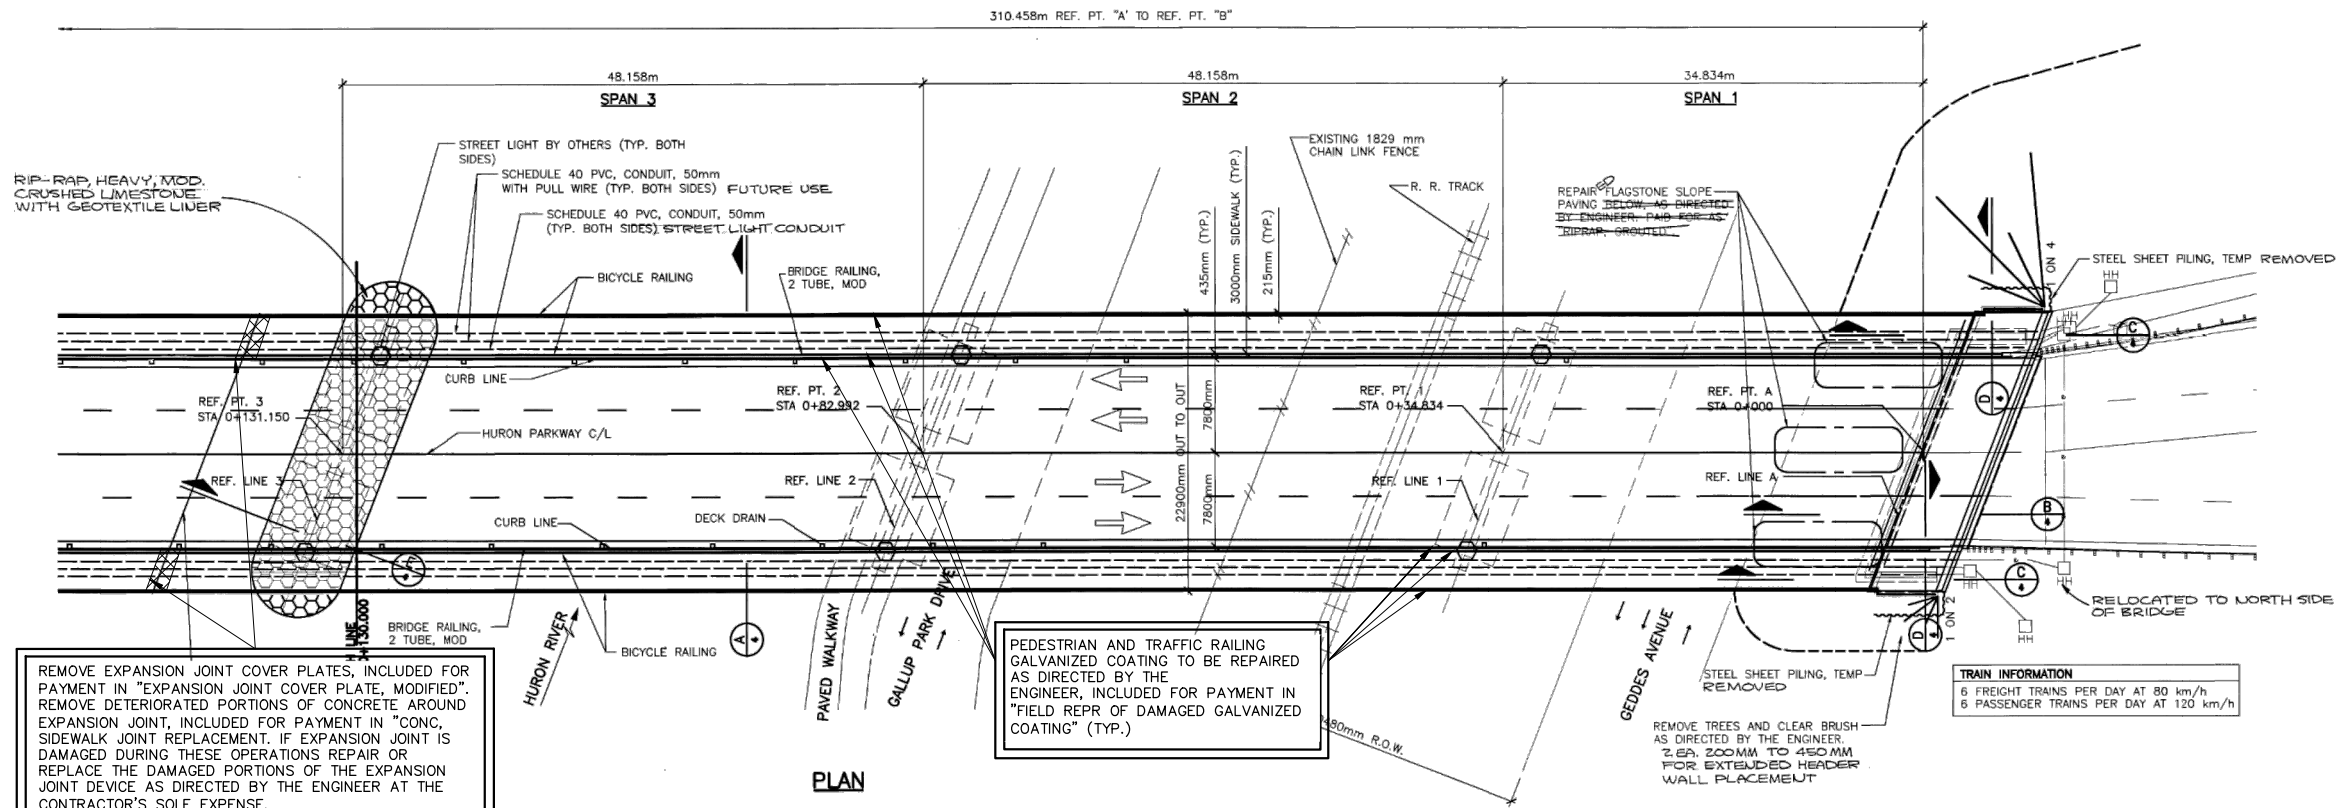 310.458m REF. PT. "A' TO REF. PT. "B"
48.158m
48.158m
34.834m
SPAN 3
SPAN 2
SPAN 1
STREET LIGHT BY OTHERS (TYP. BOTH
SIDES)
SCHEDULE 40 PVC, CONDUIT, 50mm
WITH PULL WIRE (TYP. BOTH SIDES) FUTURE USE
SCHEDULE 40 PVC, CONDUIT, 50mm
(TYP. BOTH SIDES) STREET LIGHT CONDUIT
RIP-RAP, HEAVY, MOD.
CRUSHED LIMESTONE
WITH GEOTEXTILE LINER
BICYCLE RAILING
BRIDGE RAILING,
2 TUBE, MOD
EXISTING 1829 mm
CHAIN LINK FENCE
R. R. TRACK
435mm (TYP.)
3000mm SIDEWALK (TYP.)
215mm (TYP.)
REPAIRED FLAGSTONE SLOPE
PAVING BELOW, AS DIRECTED
BY ENGINEER. PAID FOR AS
"RIPRAP, GROUTED"
1 ON 4
STEEL SHEET PILING, TEMP REMOVED
HH
HH
C
4
CURB LINE
REF. PT. 3
STA 0+131.150
REF. PT. 2
STA 0+82.992
REF. PT. 1
STA 0+34.834
REF. PT. A
STA 0+000
D
4
HURON PARKWAY C/L
22900mm OUT TO OUT
7800mm
7800mm
REF. LINE 3
REF. LINE 2
REF. LINE 1
REF. LINE A
B
4
CURB LINE
DECK DRAIN
E
HH
C
4
HH
RELOCATED TO NORTH SIDE
OF BRIDGE
0+130.000
BRIDGE RAILING,
2 TUBE, MOD
HURON RIVER
BICYCLE RAILING
A
4
PAVED WALKWAY
GALLUP PARK DRIVE
GEDDES AVENUE
D
4
1 ON 2
STEEL SHEET PILING, TEMP
REMOVED
TRAIN INFORMATION
6 FREIGHT TRAINS PER DAY AT 80 km/h
6 PASSENGER TRAINS PER DAY AT 120 km/h
REMOVE EXPANSION JOINT COVER PLATES, INCLUDED FOR
PAYMENT IN "EXPANSION JOINT COVER PLATE, MODIFIED".
REMOVE DETERIORATED PORTIONS OF CONCRETE AROUND
EXPANSION JOINT, INCLUDED FOR PAYMENT IN "CONC,
SIDEWALK JOINT REPLACEMENT. IF EXPANSION JOINT IS
DAMAGED DURING THESE OPERATIONS REPAIR OR
REPLACE THE DAMAGED PORTIONS OF THE EXPANSION
JOINT DEVICE AS DIRECTED BY THE ENGINEER AT THE
CONTRACTOR'S SOLE EXPENSE.
PEDESTRIAN AND TRAFFIC RAILING
GALVANIZED COATING TO BE REPAIRED
AS DIRECTED BY THE
ENGINEER, INCLUDED FOR PAYMENT IN
"FIELD REPR OF DAMAGED GALVANIZED
COATING" (TYP.)
R.O.W.
REMOVE TREES AND CLEAR BRUSH
AS DIRECTED BY THE ENGINEER.
2 EA. 200MM TO 450MM
FOR EXTENDED HEADER
WALL PLACEMENT
PLAN